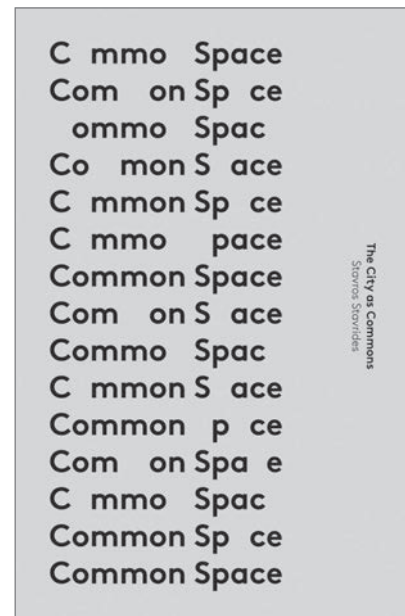 C mmo Space
Com on Sp ce
ommo Spac
Co mon S ace
C mmon Sp ce
C mmo pace
Common Space
Com on S ace
Commo Spac
C mmon S ace
Common p ce
Com on Spa e
C mmo Spac
Common Sp ce
Common Space
The City as Commons
Stavros Stavrides